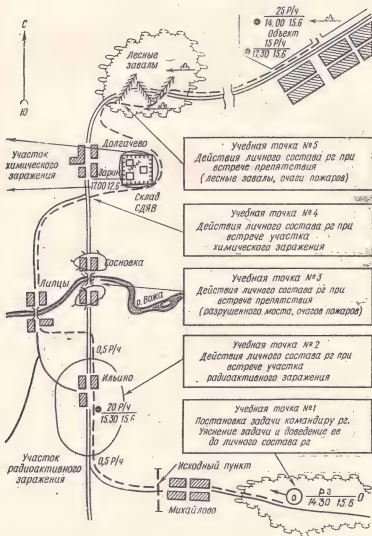 25 Р/ч
14.00 15.6
Объект
15 Р/ч
17.30 15.6
С
Ю
Лесные
завалы
Долгачево
Участок
химического
заражения
Зарин
17.00 12.6
Склад
СДЯВ
Учебная точка №5
Действия личного состава рг при
встрече препятствия
(лесные завалы, очаги пожаров)
Учебная точка №4
Действия личного состава рг при
встрече участка
химического заражения
Сосновка
Липцы
р. Вожа
Учебная точка №3
Действия личного состава рг при
встрече препятствия
(разрушенного моста, очагов пожаров)
0,5 Р/ч
Учебная точка №2
Действия личного состава рг при
встрече участка
радиоактивного заражения
Ильино
20 Р/ч
15.30 15.6
Учебная точка №1
Постановка задачи командиру рг.
Уяснение задачи и доведение ее
до личного состава рг
Участок
радиоактивного
заражения
0,5 Р/ч
Исходный пункт
Михайлово
О
рг
14.30 15.6
О